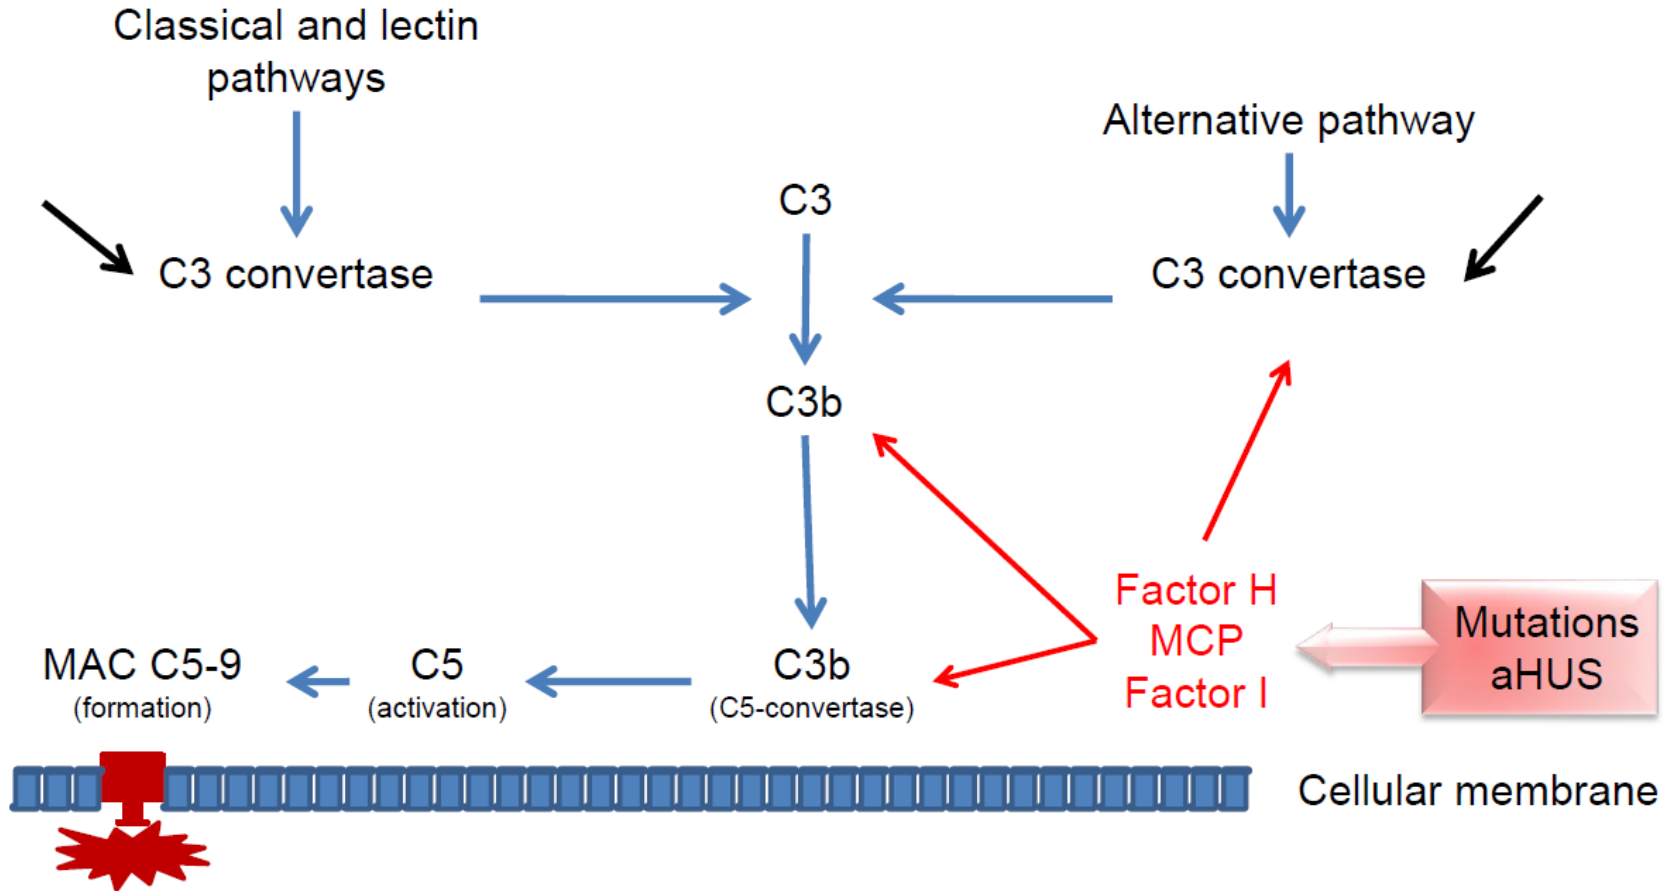 Classical and lectin
pathways
Alternative pathway
C3
C3 convertase
C3 convertase
C3b
Factor H
MCP
Factor I
Mutations
aHUS
MAC C5-9
(formation)
C5
(activation)
C3b
(C5-convertase)
Cellular membrane